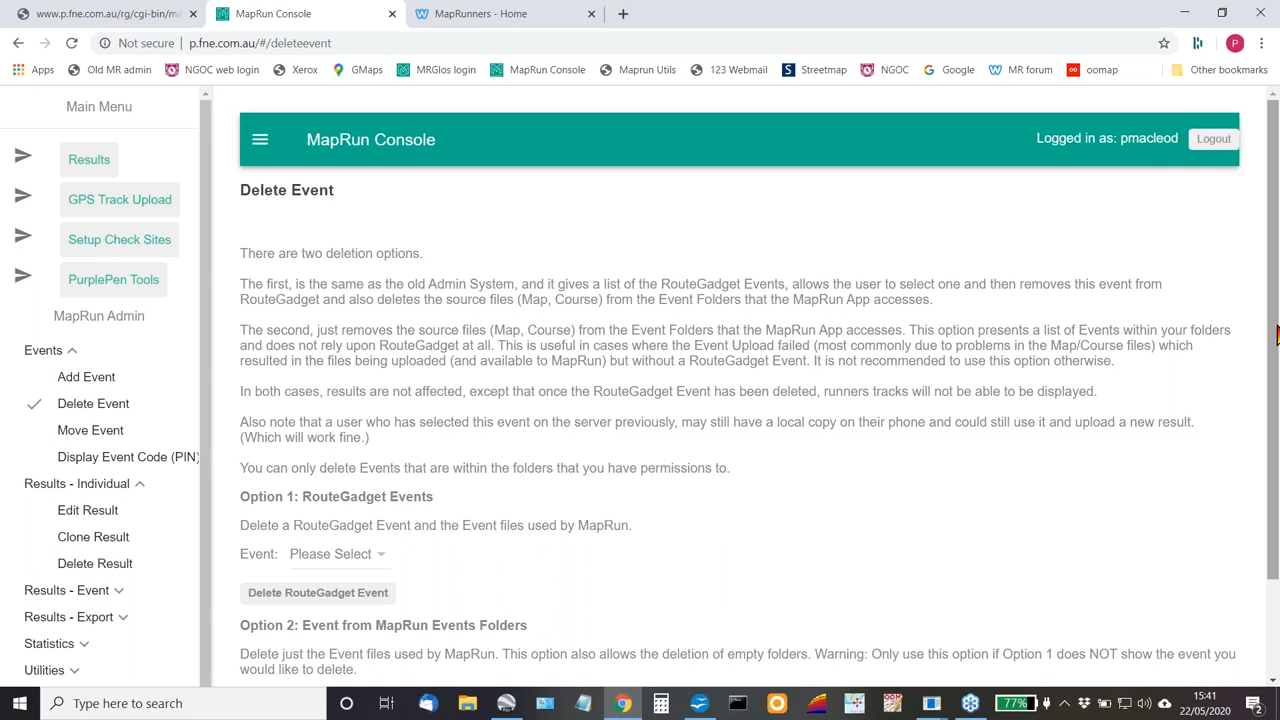 www.p.fne.com.au/rg/cgi-bin/ma
MapRun Console
MapRunners - Home
Not secure
p.fne.com.au/#/deleteevent
P
Apps
Old MR admin
NGOC web login
Xerox
GMaps
MRGlos login
MapRun Console
Maprun Utils
123 Webmail
Streetmap
NGOC
Google
MR forum
oomap
Other bookmarks
Main Menu
Results
GPS Track Upload
Setup Check Sites
PurplePen Tools
MapRun Admin
Events
Add Event
Delete Event
Move Event
Display Event Code (PIN)
Results - Individual
Edit Result
Clone Result
Delete Result
Results - Event
Results - Export
Statistics
Utilities
MapRun Console
Logged in as: pmacleod
Logout
Delete Event
There are two deletion options.
The first, is the same as the old Admin System, and it gives a list of the RouteGadget Events, allows the user to select one and then removes this event from
RouteGadget and also deletes the source files (Map, Course) from the Event Folders that the MapRun App accesses.
The second, just removes the source files (Map, Course) from the Event Folders that the MapRun App accesses. This option presents a list of Events within your folders
and does not rely upon RouteGadget at all. This is useful in cases where the Event Upload failed (most commonly due to problems in the Map/Course files) which
resulted in the files being uploaded (and available to MapRun) but without a RouteGadget Event. It is not recommended to use this option otherwise.
In both cases, results are not affected, except that once the RouteGadget Event has been deleted, runners tracks will not be able to be displayed.
Also note that a user who has selected this event on the server previously, may still have a local copy on their phone and could still use it and upload a new result.
(Which will work fine.)
You can only delete Events that are within the folders that you have permissions to.
Option 1: RouteGadget Events
Delete a RouteGadget Event and the Event files used by MapRun.
Event: Please Select
Delete RouteGadget Event
Option 2: Event from MapRun Events Folders
Delete just the Event files used by MapRun. This option also allows the deletion of empty folders. Warning: Only use this option if Option 1 does NOT show the event you
would like to delete.
Type here to search
77%
15:41
22/05/2020
2